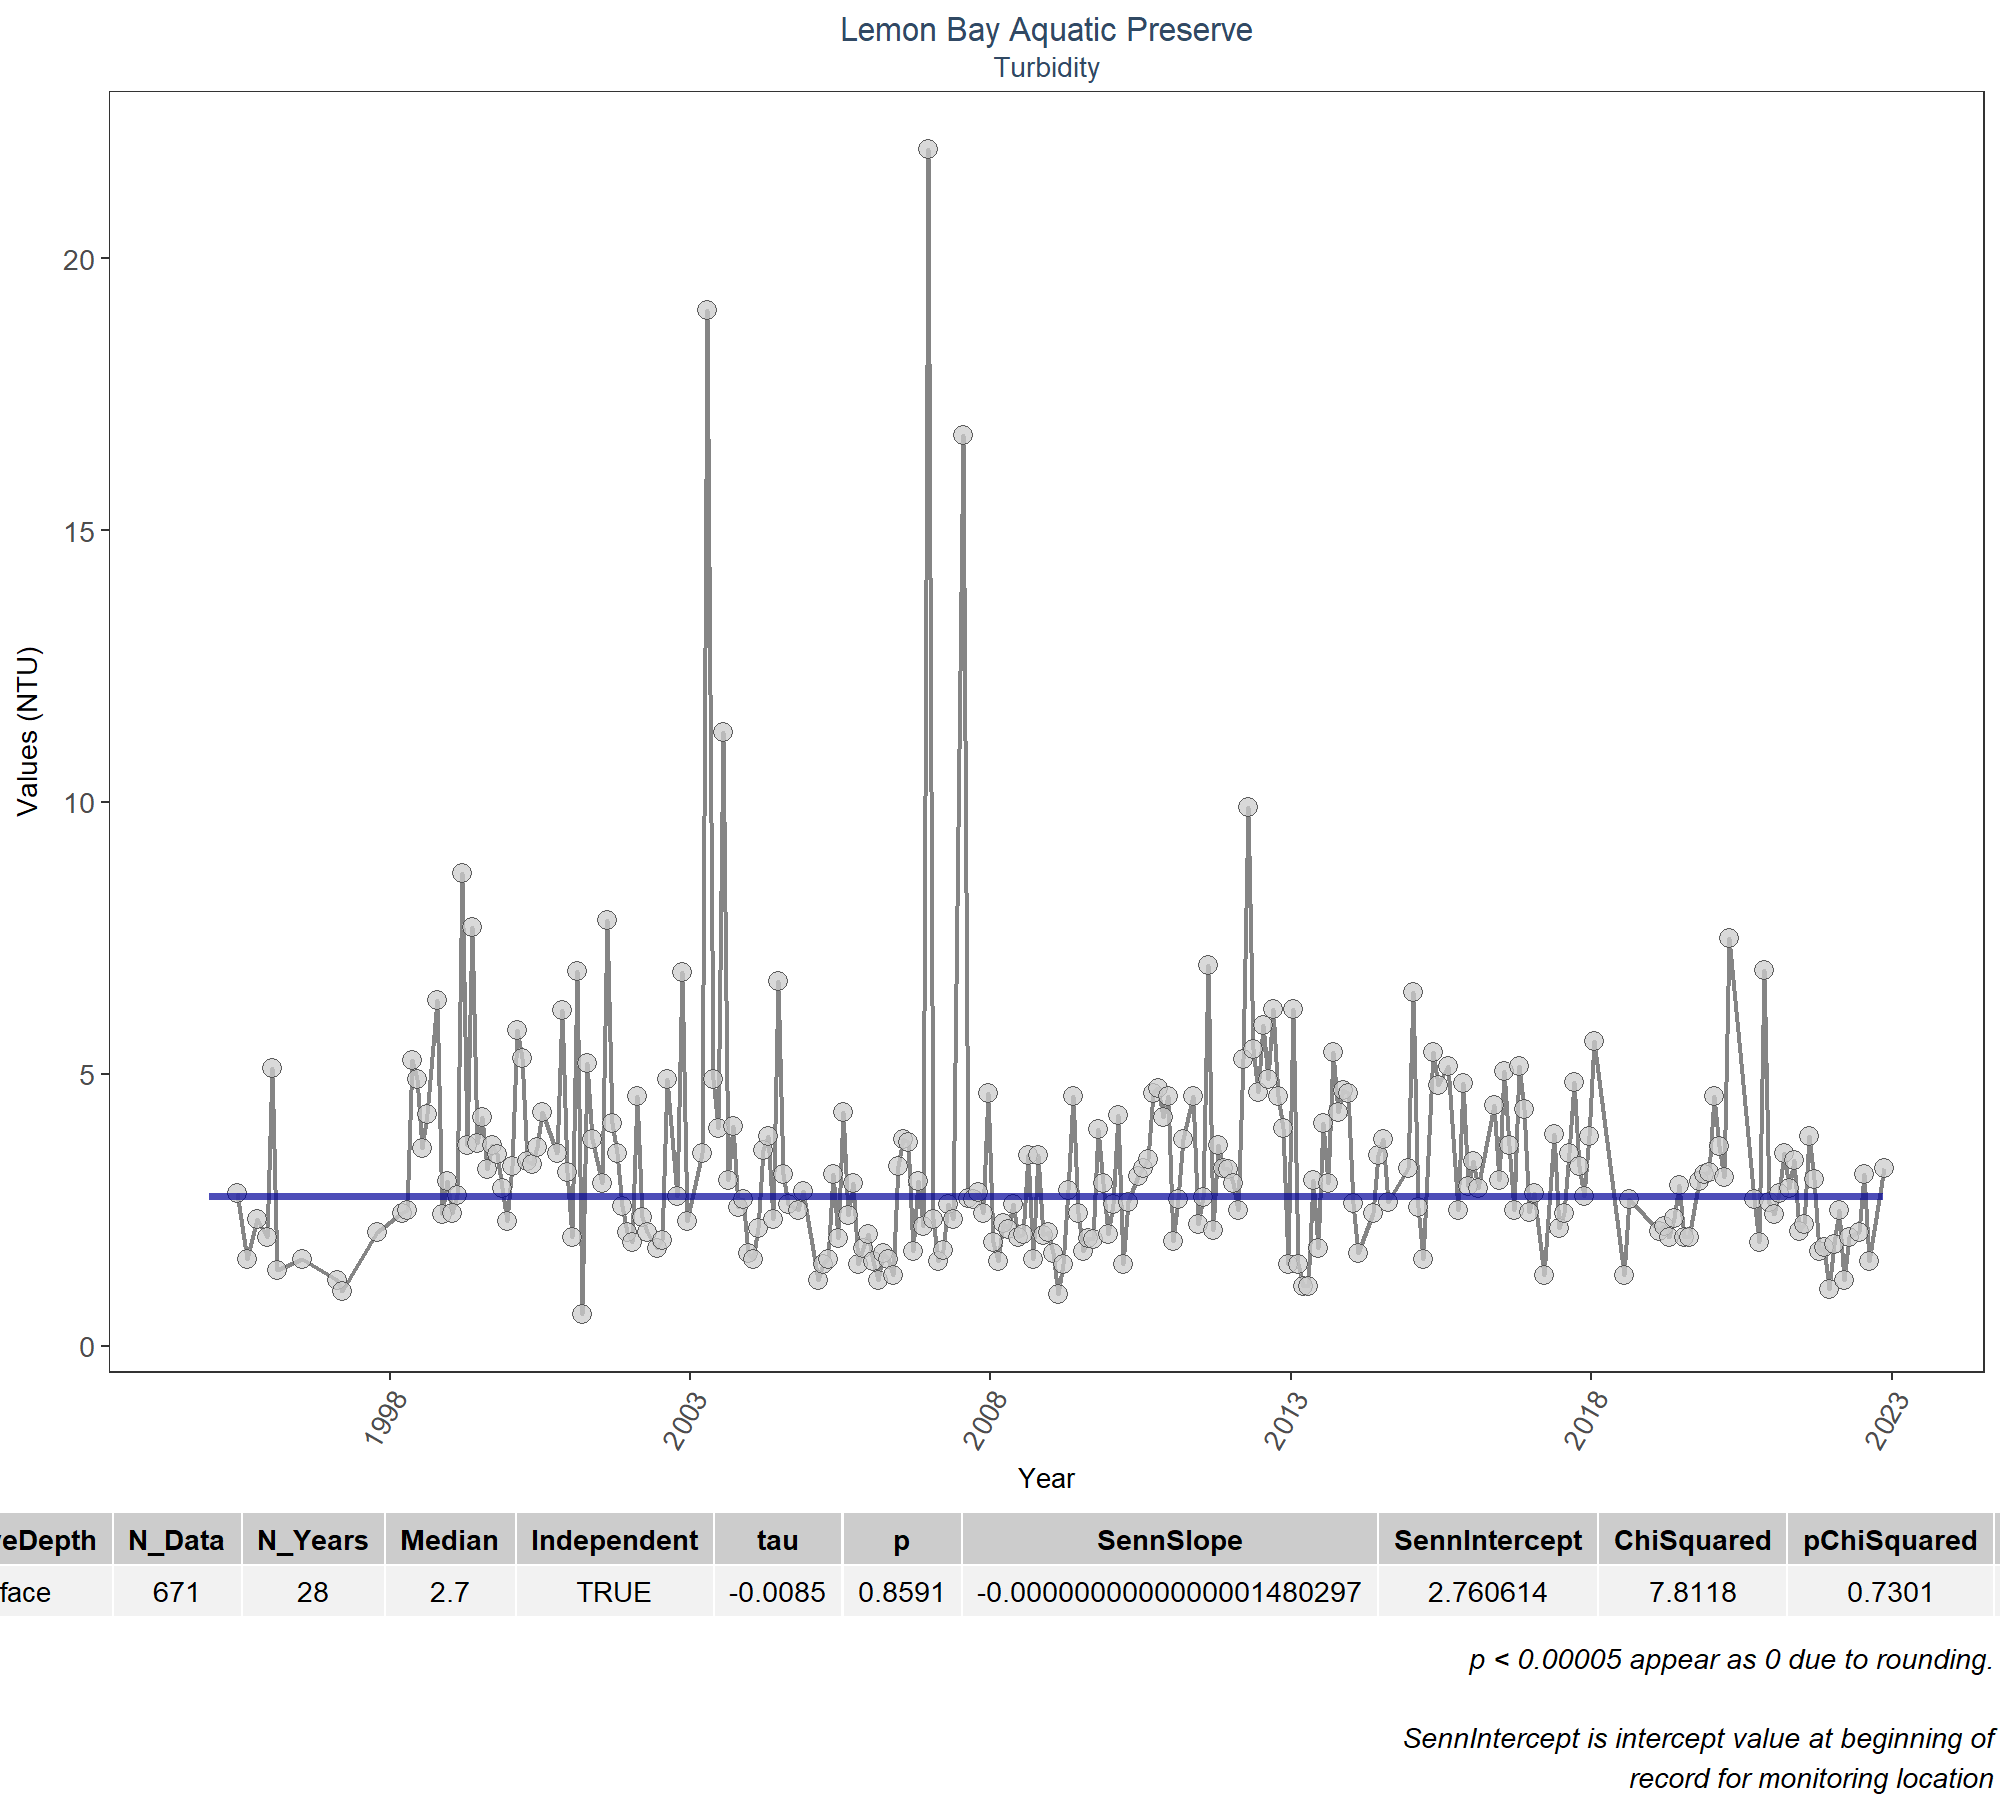 Lemon Bay Aquatic Preserve
Turbidity
Values (NTU)
20
15
10
5
0
1998 2003 2008 2013 2018 2023
Year
veDepth N_Data N_Years Median Independent tau p SennSlope SennIntercept ChiSquared pChiSquared
face 671 28 2.7 TRUE -0.0085 0.8591 -0.0000000000000001480297 2.760614 7.8118 0.7301
p < 0.00005 appear as 0 due to rounding.
SennIntercept is intercept value at beginning of
record for monitoring location